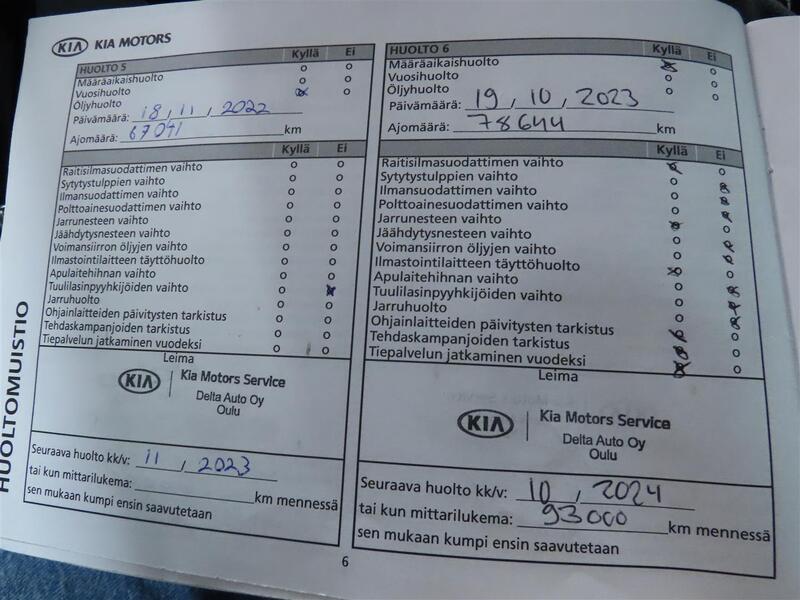 KIA KIA MOTORS
HUOLTOMUISTIO
HUOLTO 5 Kyllä Ei
Määräaikaishuolto o o
Vuosihuolto o o
Öljyhuolto
Päivämäärä: 18, 11, 2022
Ajomäärä: 67091 km
Kyllä Ei
Raitisilmasuodattimen vaihto o o
Sytytystulppien vaihto o o
Ilmansuodattimen vaihto o o
Polttoainesuodattimen vaihto o o
Jarrunesteen vaihto o o
Jäähdytysnesteen vaihto o o
Voimansiirron öljyjen vaihto o o
Ilmastointilaitteen täyttöhuolto o o
Apulaitehihnan vaihto o o
Tuulilasinpyyhkijöiden vaihto o
Jarruhuolto o o
Ohjainlaitteiden päivitysten tarkistus o o
Tehdaskampanjoiden tarkistus o o
Tiepalvelun jatkaminen vuodeksi o o
Leima
KIA Kia Motors Service
Delta Auto Oy
Oulu
Seuraava huolto kk/v: 11, 2023
tai kun mittarilukema: km mennessä
sen mukaan kumpi ensin saavutetaan
HUOLTO 6 Kyllä Ei
Määräaikaishuolto o
Vuosihuolto o o
Öljyhuolto o o
Päivämäärä: 19, 10, 2023
Ajomäärä: 78644 km
Kyllä Ei
Raitisilmasuodattimen vaihto o
Sytytystulppien vaihto o
Ilmansuodattimen vaihto o
Polttoainesuodattimen vaihto o
Jarrunesteen vaihto o
Jäähdytysnesteen vaihto o
Voimansiirron öljyjen vaihto o
Ilmastointilaitteen täyttöhuolto o
Apulaitehihnan vaihto o
Tuulilasinpyyhkijöiden vaihto o
Jarruhuolto o
Ohjainlaitteiden päivitysten tarkistus o
Tehdaskampanjoiden tarkistus o
Tiepalvelun jatkaminen vuodeksi o
Leima
KIA Kia Motors Service
Delta Auto Oy
Oulu
Seuraava huolto kk/v: 10, 2024
tai kun mittarilukema: 93000 km mennessä
sen mukaan kumpi ensin saavutetaan
6